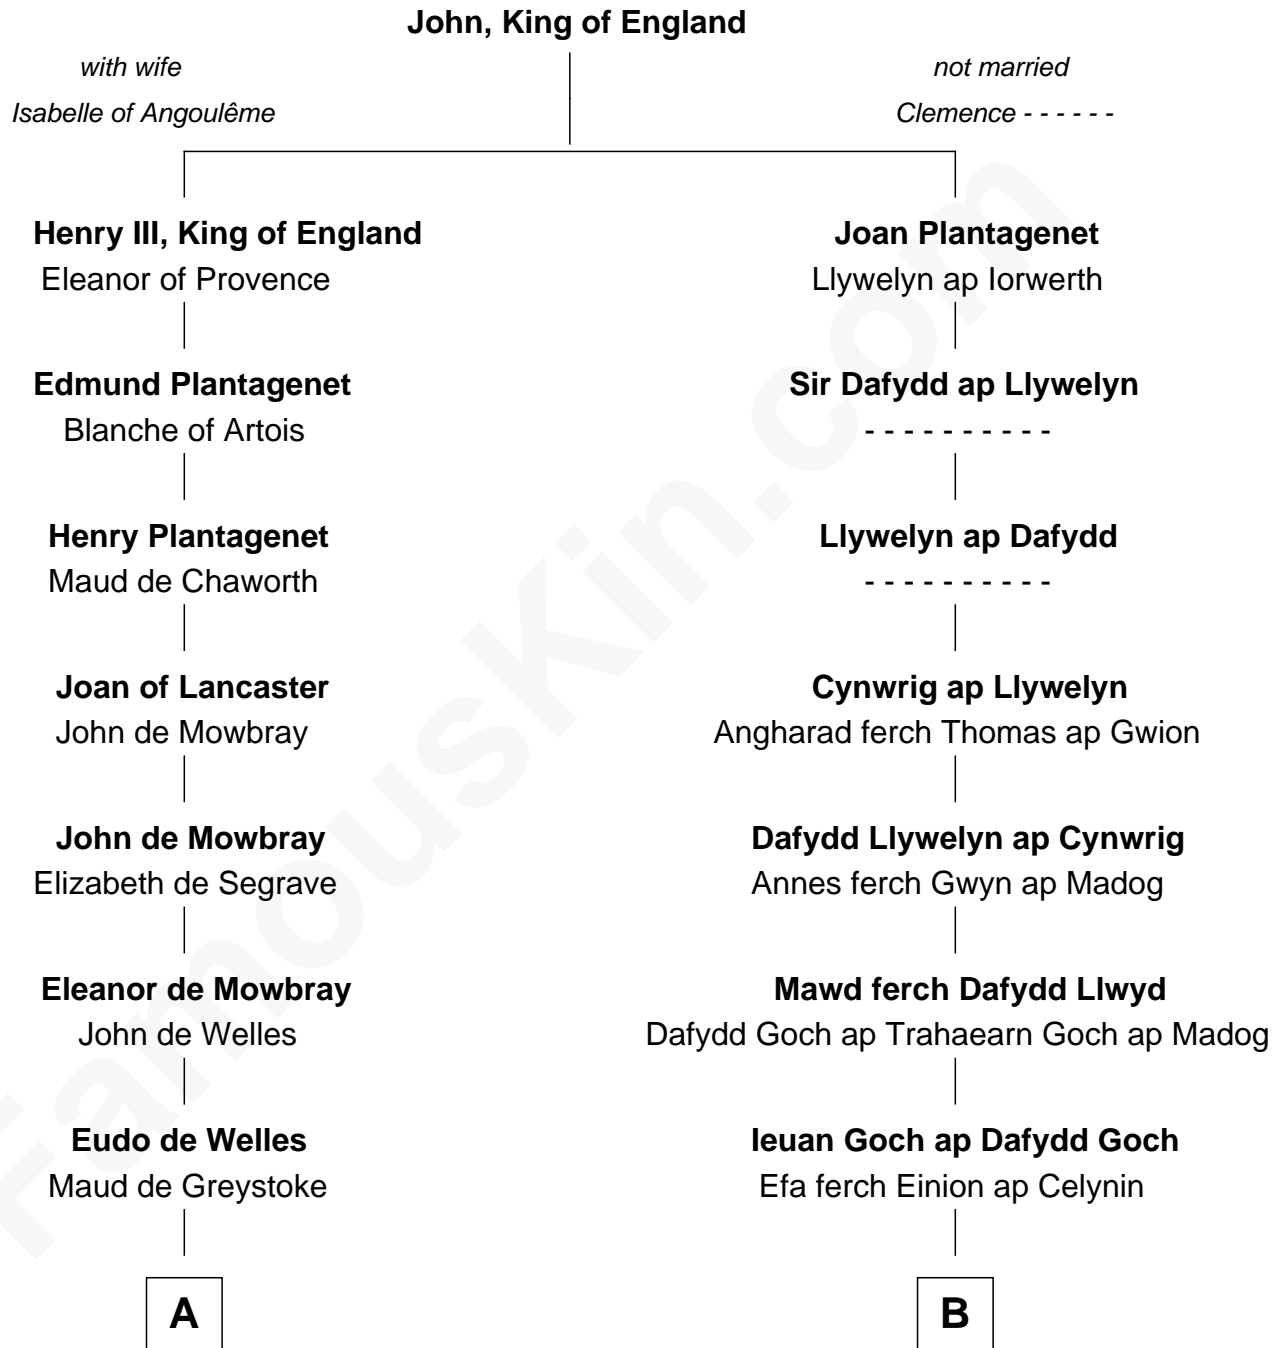 John, King of England
with wife
not married
Isabelle of Angoulême
Clemence - - - - - -
Henry III, King of England
Joan Plantagenet
Eleanor of Provence
Llywelyn ap Iorwerth
Edmund Plantagenet
Sir Dafydd ap Llywelyn
Blanche of Artois
- - - - - - - - - -
Henry Plantagenet
Llywelyn ap Dafydd
Maud de Chaworth
- - - - - - - - - -
Joan of Lancaster
Cynwrig ap Llywelyn
John de Mowbray
Angharad ferch Thomas ap Gwion
John de Mowbray
Dafydd Llywelyn ap Cynwrig
Elizabeth de Segrave
Annes ferch Gwyn ap Madog
Eleanor de Mowbray
Mawd ferch Dafydd Llwyd
John de Welles
Dafydd Goch ap Trahaearn Goch ap Madog
Eudo de Welles
Ieuan Goch ap Dafydd Goch
Maud de Greystoke
Efa ferch Einion ap Celynin
A
B
FamousKin.com